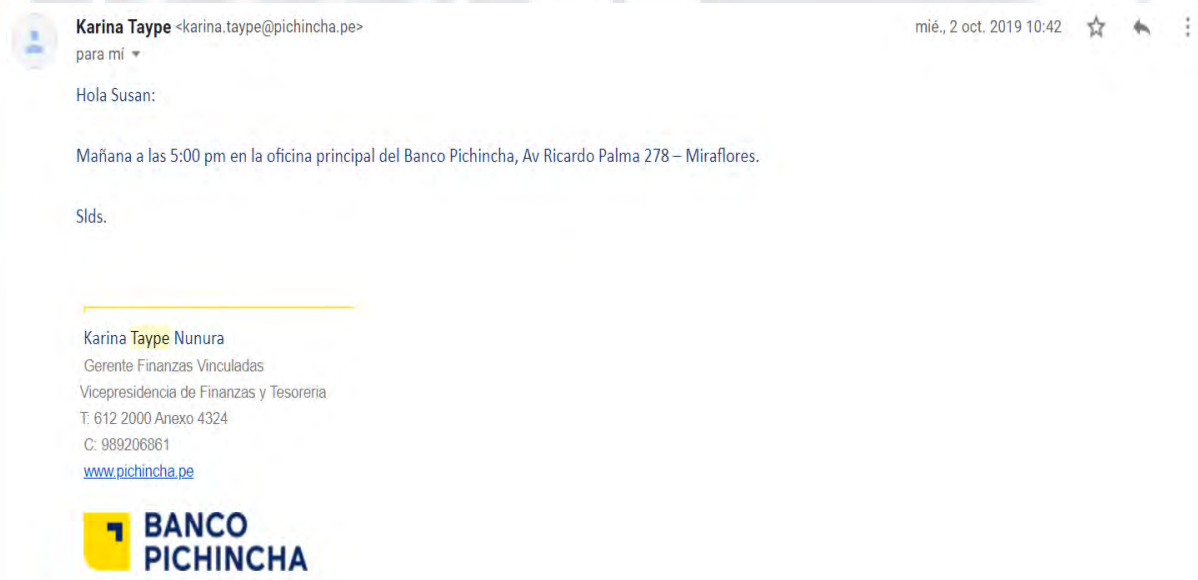 Karina Taype <karina.taype@pichincha.pe> mié., 2 oct. 2019 10:42
para mí
Hola Susan:
Mañana a las 5:00 pm en la oficina principal del Banco Pichincha, Av Ricardo Palma 278 – Miraflores.
Slds.
Karina Taype Nunura
Gerente Finanzas Vinculadas
Vicepresidencia de Finanzas y Tesoreria
T: 612 2000 Anexo 4324
C: 989206861
www.pichincha.pe
BANCO
PICHINCHA